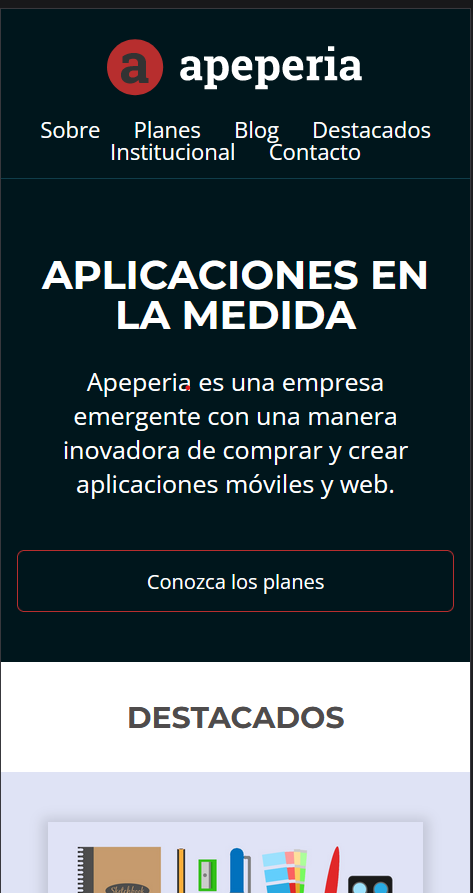 a apeperia
Sobre Planes Blog Destacados
Institucional Contacto
APLICACIONES EN
LA MEDIDA
Apeperia es una empresa
emergente con una manera
inovadora de comprar y crear
aplicaciones móviles y web.
Conozca los planes
DESTACADOS
Sketchbook